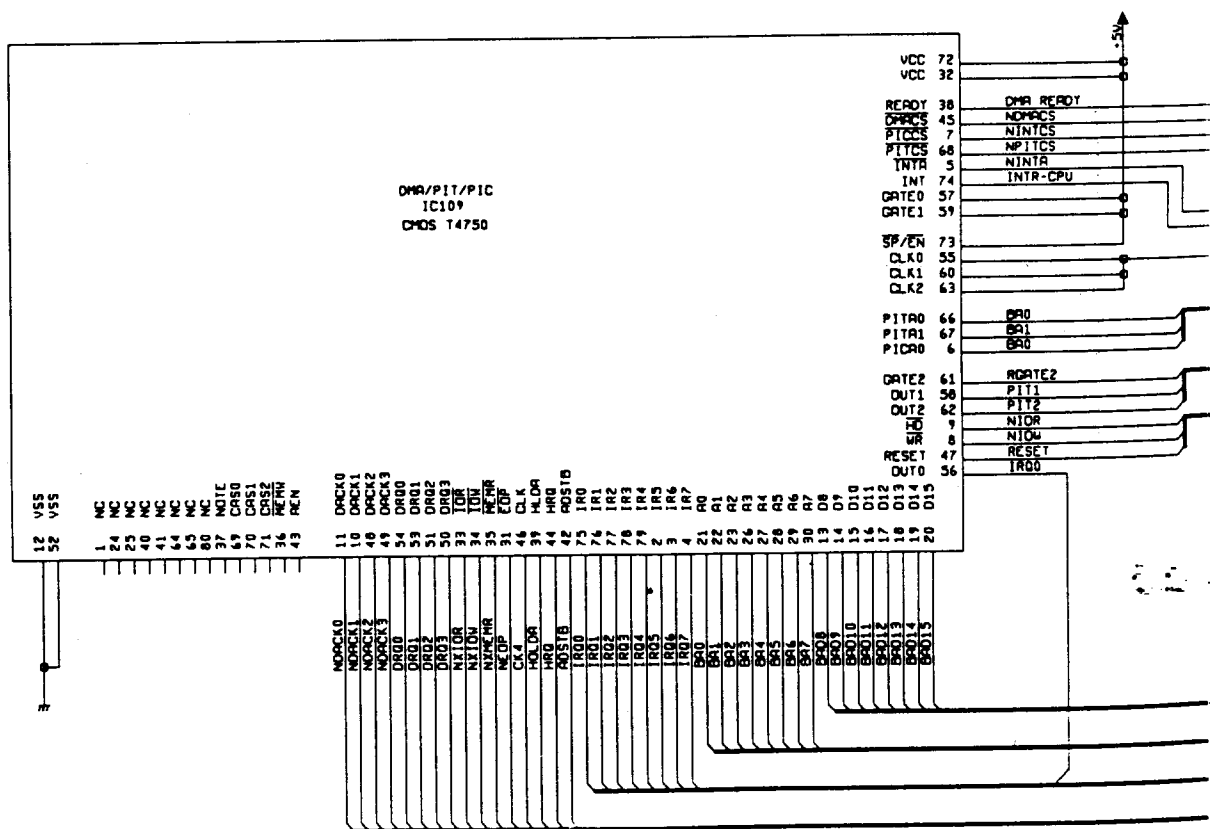 +5V
VCC 72
VCC 32
READY 38 DMA READY
DMACS 45 NDMACS
PICCS 7 NINTCS
PITCS 68 NPITCS
INTA 5 NINTA
INT 74 INTR-CPU
GATE0 57
GATE1 59
SP/EN 73
CLK0 55
CLK1 60
CLK2 63
DMA/PIT/PIC
IC109
CMOS T4750
PITA0 66 BA0
PITA1 67 BA1
PICA0 6 BA0
GATE2 61 RGATE2
OUT1 58 PIT1
OUT2 62 PIT2
HD 9 NIOR
WR 8 NIOW
RESET 47 RESET
OUT0 56 IRQ0
12 VSS
52 VSS
1 NC
24 NC
25 NC
40 NC
41 NC
64 NC
65 NC
80 NC
37 NOTE
69 CAS0
70 CAS1
71 CAS2
36 MEMW
43 AEN
11 DACK0
10 DACK1
48 DACK2
49 DACK3
54 DRQ0
53 DRQ1
51 DRQ2
50 DRQ3
33 IOR
34 IOW
35 MEMR
31 EOP
46 CLK
39 HLDA
44 HRQ
42 ADSTB
75 IR0
76 IR1
77 IR2
78 IR3
79 IR4
2 IR5
3 IR6
4 IR7
21 A0
22 A1
23 A2
26 A3
27 A4
28 A5
29 A6
30 A7
13 D8
14 D9
15 D10
16 D11
17 D12
18 D13
19 D14
20 D15
NDACK0
NDACK1
NDACK2
NDACK3
DRQ0
DRQ1
DRQ2
DRQ3
NXIOR
NXIOW
NXMEMR
NEOP
CK4
HOLDA
HRQ
ADSTB
IRQ0
IRQ1
IRQ2
IRQ3
IRQ4
IRQ5
IRQ6
IRQ7
BA0
BA1
BA2
BA3
BA4
BA5
BA6
BA7
BAD8
BAD9
BAD10
BAD11
BAD12
BAD13
BAD14
BAD15